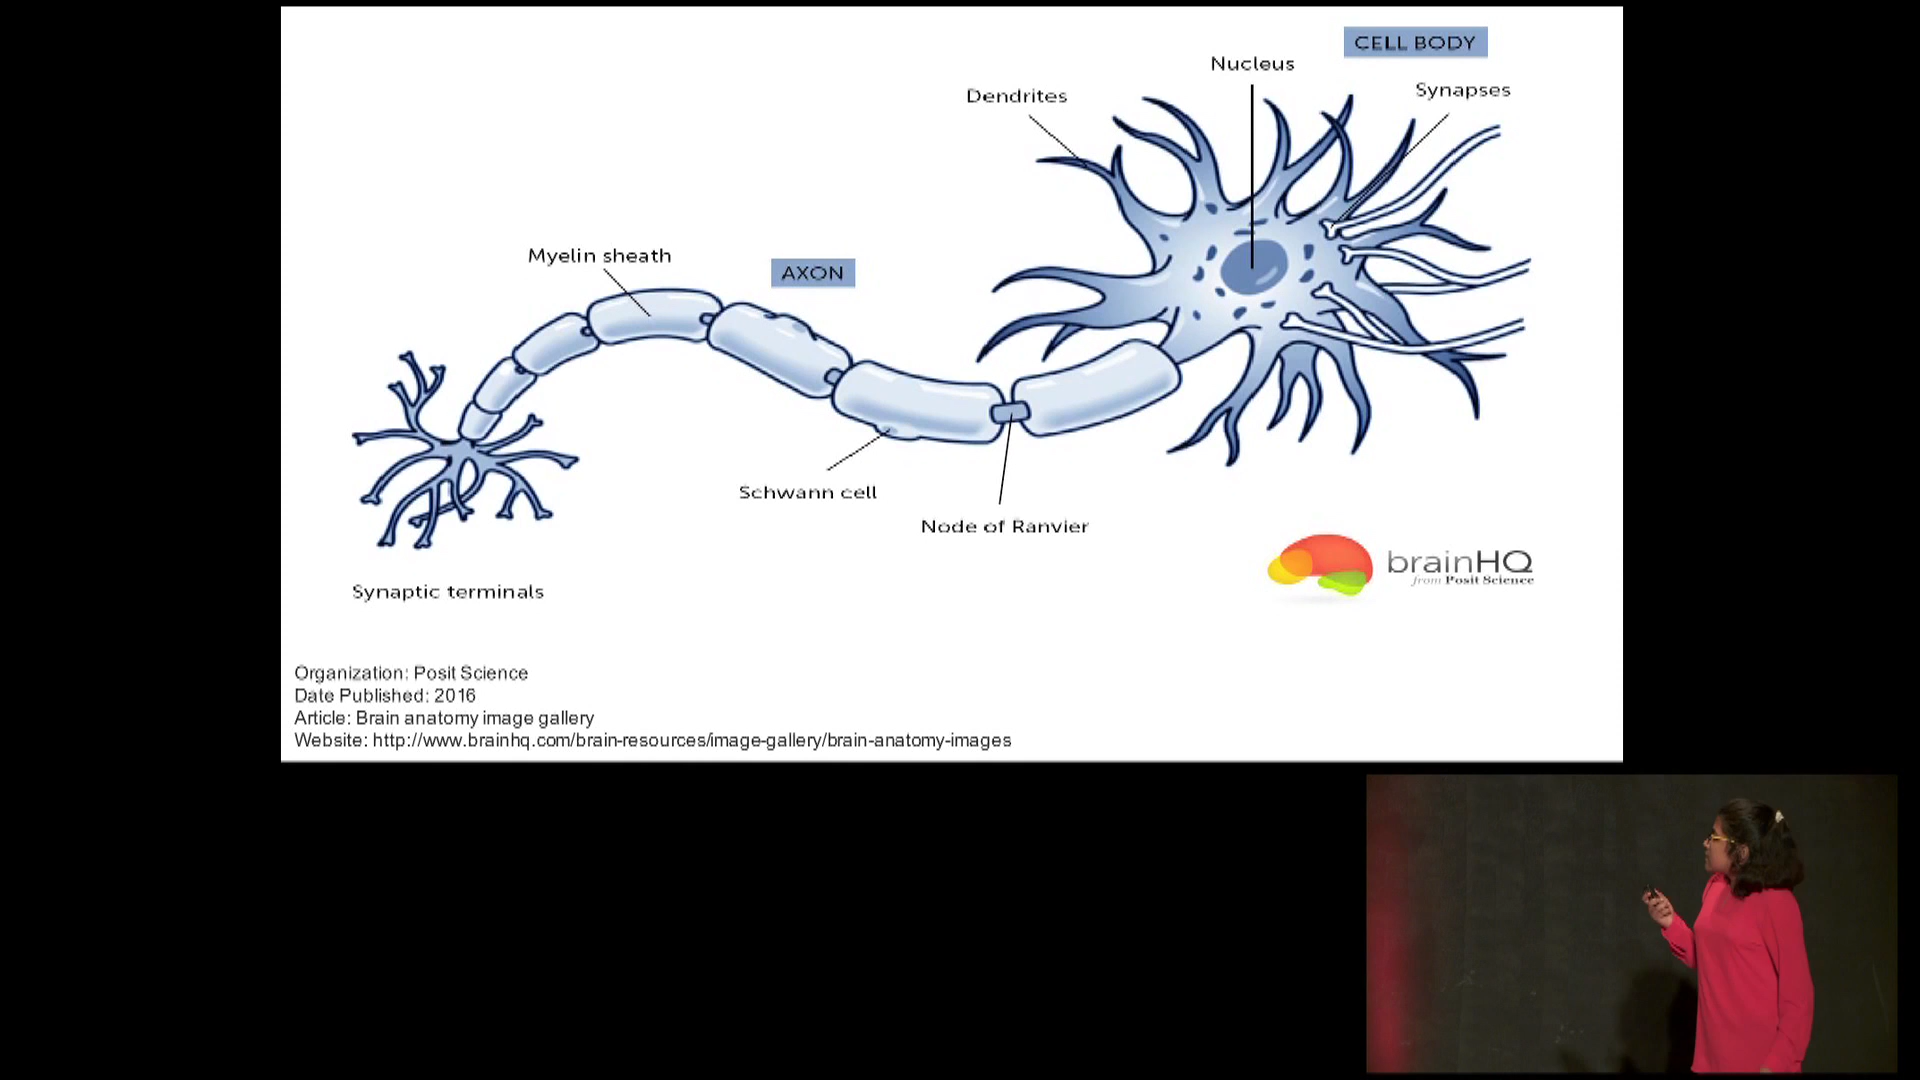 CELL BODY
Nucleus
Synapses
Dendrites
Myelin sheath
AXON
Schwann cell
Node of Ranvier
brainHQ
from Posit Science
Synaptic terminals
Organization: Posit Science
Date Published: 2016
Article: Brain anatomy image gallery
Website: http://www.brainhq.com/brain-resources/image-gallery/brain-anatomy-images